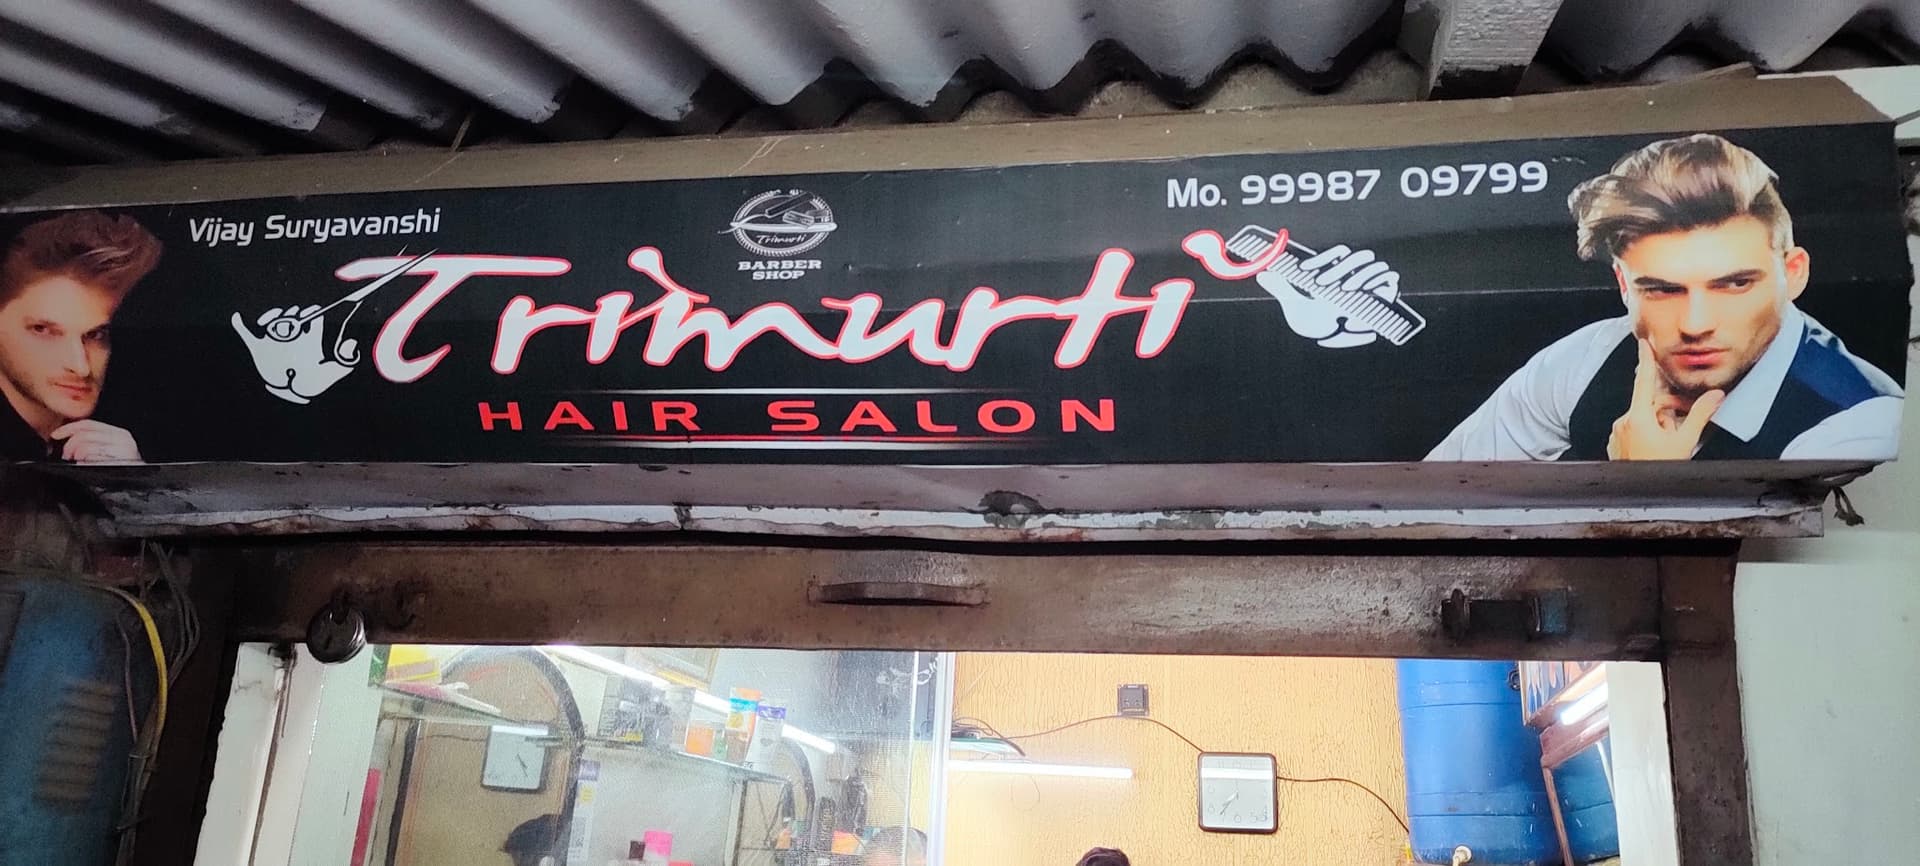 Vijay Suryavanshi
Mo. 99987 09799
Trimurti
BARBER
SHOP
Trimurti
HAIR SALON